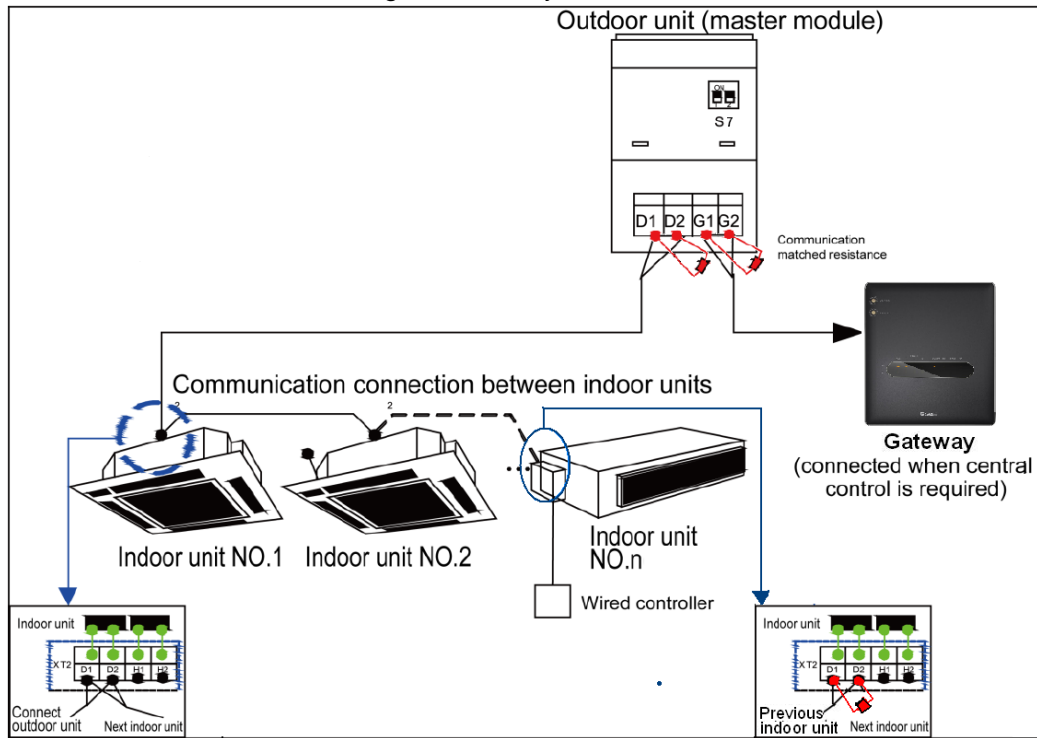 Outdoor unit (master module)
ON
1 2
S7
D1 D2 G1 G2
Communication
matched resistance
Communication connection between indoor units
2
2
Gateway
(connected when central
control is required)
Indoor unit NO.1
Indoor unit NO.2
Indoor unit
NO.n
Wired controller
Indoor unit
XT2
D1 D2 H1 H2
Connect
outdoor unit
Next indoor unit
Indoor unit
XT2
D1 D2 H1 H2
Previous
indoor unit
Next indoor unit